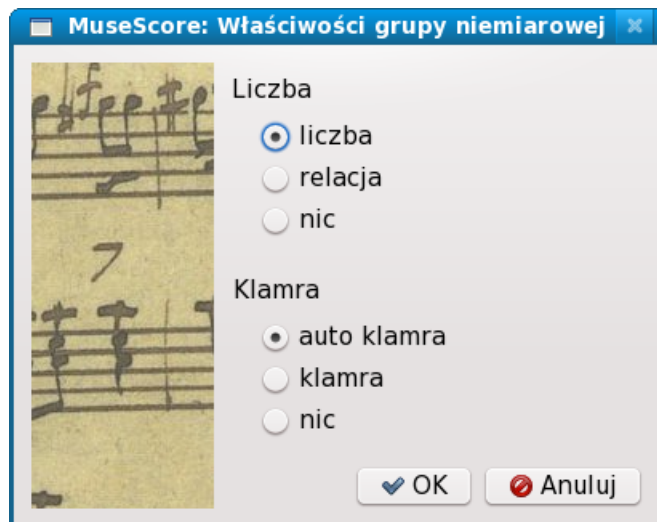 MuseScore: Właściwości grupy niemiarowej
Liczba
liczba
relacja
nic
7
Klamra
auto klamra
klamra
nic
OK
Anuluj